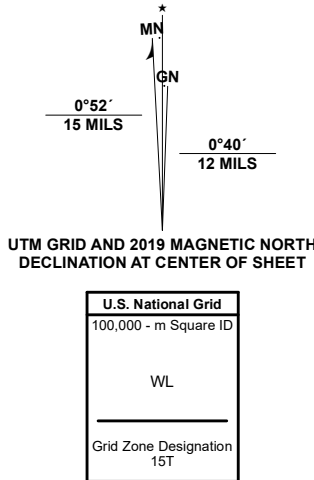 ★
MN
GN
0°52´
15 MILS
0°40´
12 MILS
UTM GRID AND 2019 MAGNETIC NORTH
DECLINATION AT CENTER OF SHEET
U.S. National Grid
100,000 - m Square ID
WL
Grid Zone Designation
15T